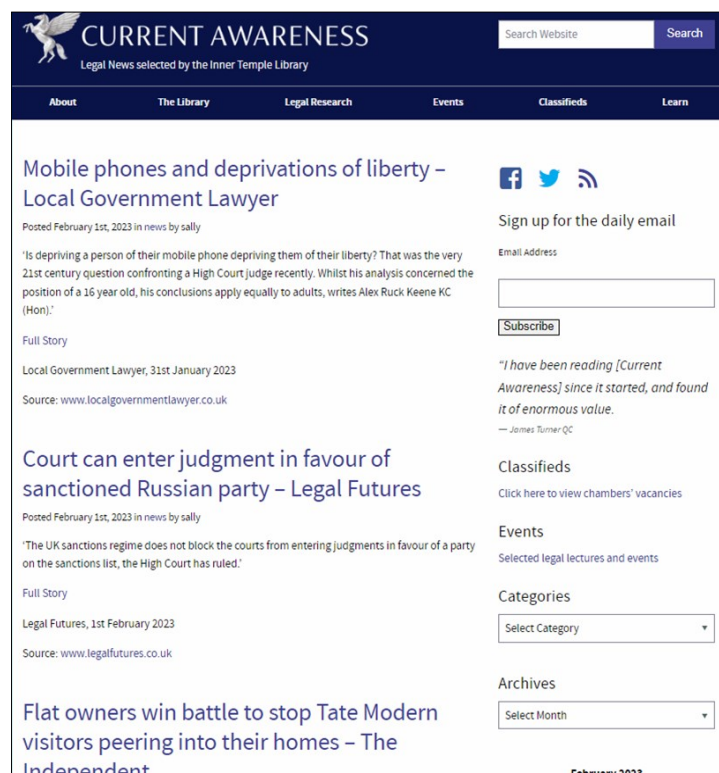 CURRENT AWARENESS
Legal News selected by the Inner Temple Library
Search Website
Search
About
The Library
Legal Research
Events
Classifieds
Learn
Mobile phones and deprivations of liberty –
Local Government Lawyer
Posted February 1st, 2023 in news by sally
‘Is depriving a person of their mobile phone depriving them of their liberty? That was the very
21st century question confronting a High Court judge recently. Whilst his analysis concerned the
position of a 16 year old, his conclusions apply equally to adults, writes Alex Ruck Keene KC
(Hon).’
Full Story
Local Government Lawyer, 31st January 2023
Source: www.localgovernmentlawyer.co.uk
Court can enter judgment in favour of
sanctioned Russian party – Legal Futures
Posted February 1st, 2023 in news by sally
‘The UK sanctions regime does not block the courts from entering judgments in favour of a party
on the sanctions list, the High Court has ruled.’
Full Story
Legal Futures, 1st February 2023
Source: www.legalfutures.co.uk
Flat owners win battle to stop Tate Modern
visitors peering into their homes – The
Independent
Sign up for the daily email
Email Address
Subscribe
“I have been reading [Current
Awareness] since it started, and found
it of enormous value.
— James Turner QC
Classifieds
Click here to view chambers’ vacancies
Events
Selected legal lectures and events
Categories
Select Category
Archives
Select Month
February 2023